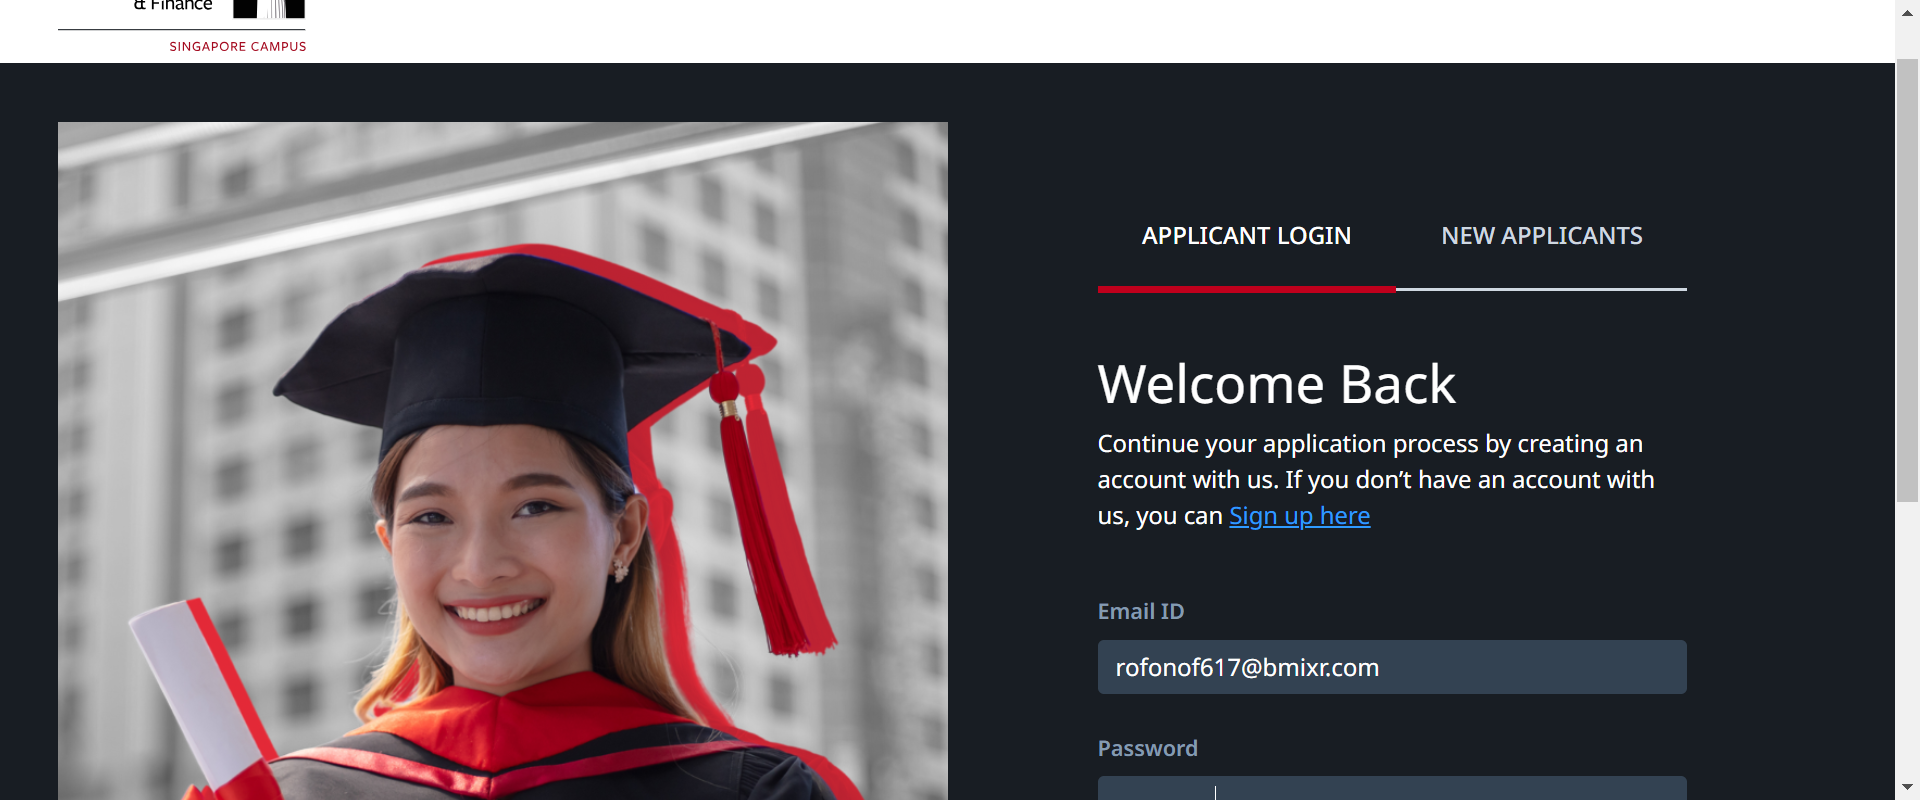 & Finance
SINGAPORE CAMPUS
APPLICANT LOGIN
NEW APPLICANTS
Welcome Back
Continue your application process by creating an
account with us. If you don’t have an account with
us, you can Sign up here
Email ID
rofonof617@bmixr.com
Password